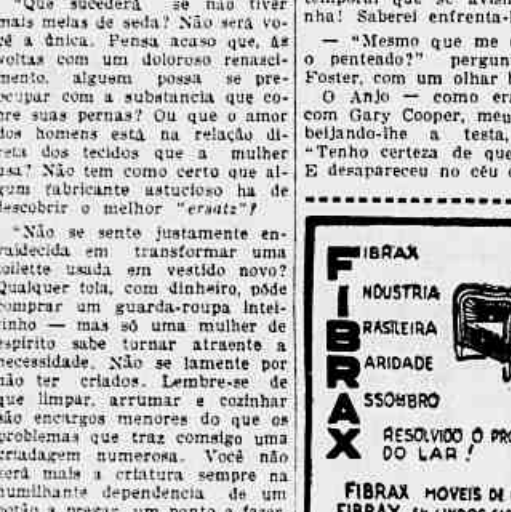 "Que sucederá se não tiver
mais meias de seda? Não será vo-
cê a única. Pensa acaso que, às
voltas com um doloroso renasci-
mento, alguem possa se pre-
ocupar com a substancia que co-
bre suas pernas? Ou que o amor
dos homens está na relação di-
reta dos tecidos que a mulher
usa? Não tem como certo que al-
gum fabricante astucioso ha de
descobrir o melhor "ersatz"?
"Não se sente justamente en-
vaidecida em transformar uma
toilette usada em vestido novo?
Qualquer tola, com dinheiro, póde
comprar um guarda-roupa intei-
rinho — mas só uma mulher de
espirito sabe tornar atraente a
necessidade. Não se lamente por
não ter criados. Lembre-se de
que limpar, arrumar e cozinhar
são encargos menores do que os
problemas que traz comsigo uma
criadagem numerosa. Você não
será mais a criatura sempre na
humilhante dependencia de um
botão a pregar, um ponto a fazer,
nha! Saberei enfrenta-
— "Mesmo que me
o penteado?" pergun
Foster, com um olhar
O Anjo — como er
com Gary Cooper, meu
beijando-lhe a testa,
"Tenho certeza de que
E desapareceu no céu
FIBRAX
INDUSTRIA
BRASILEIRA
RARIDADE
ASSOMBRO
X RESOLVIDO O PRO
DO LAR!
FIBRAX MOVEIS DE
FIBRAX